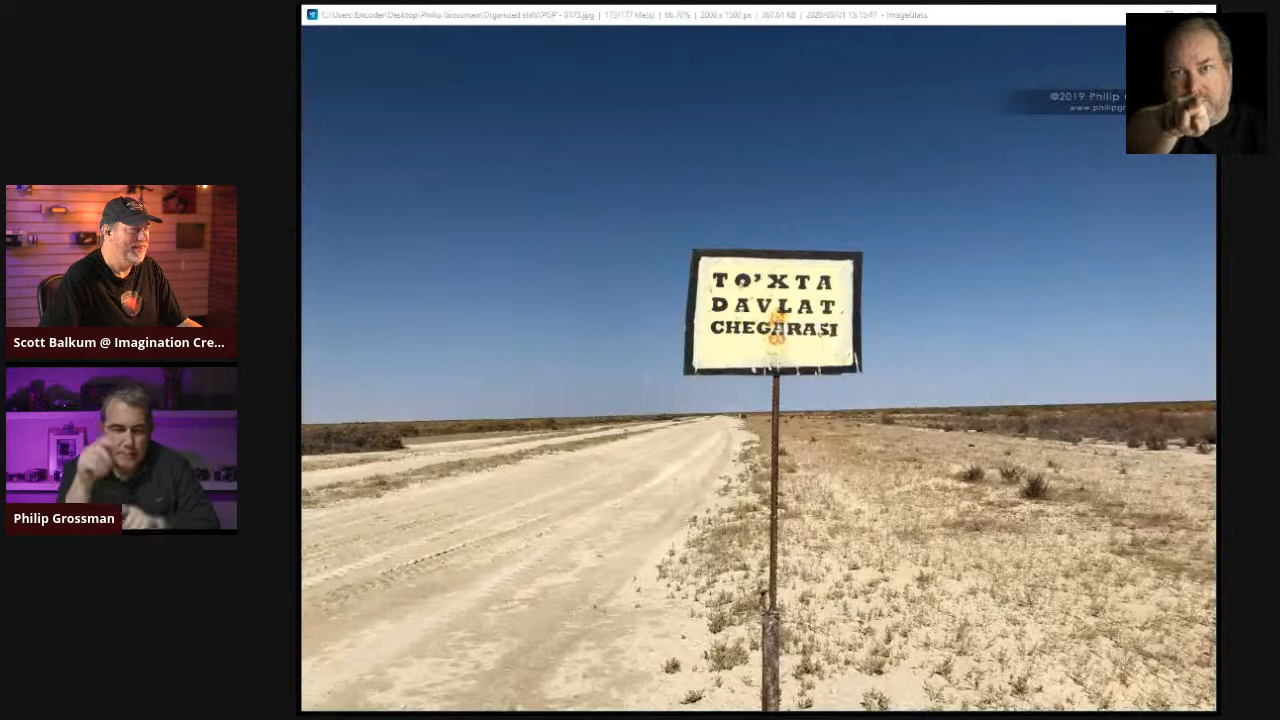 ©2019 Philip
TO'XTA
DAVLAT
CHEGARASI
Scott Balkum @ Imagination Cre...
Philip Grossman